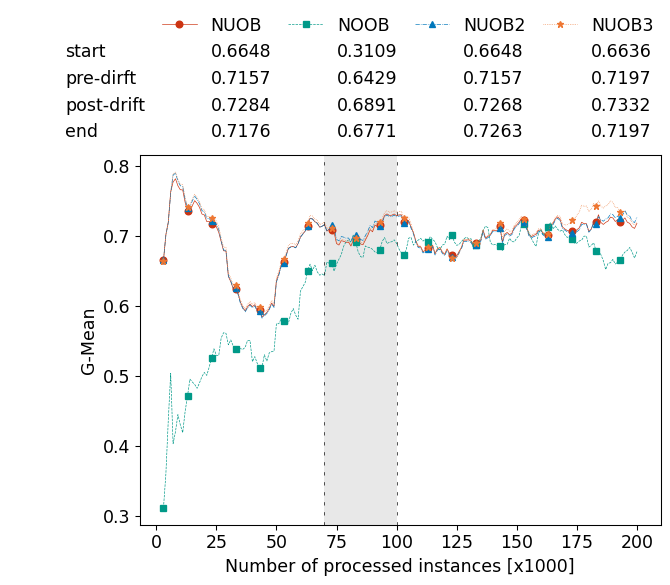 NUOB NOOB NUOB2 NUOB3
start 0.6648 0.3109 0.6648 0.6636
pre-dirft 0.7157 0.6429 0.7157 0.7197
post-drift 0.7284 0.6891 0.7268 0.7332
end 0.7176 0.6771 0.7263 0.7197
0.8
0.7
0.6
0.5
0.4
0.3
G-Mean
0 25 50 75 100 125 150 175 200
Number of processed instances [x1000]